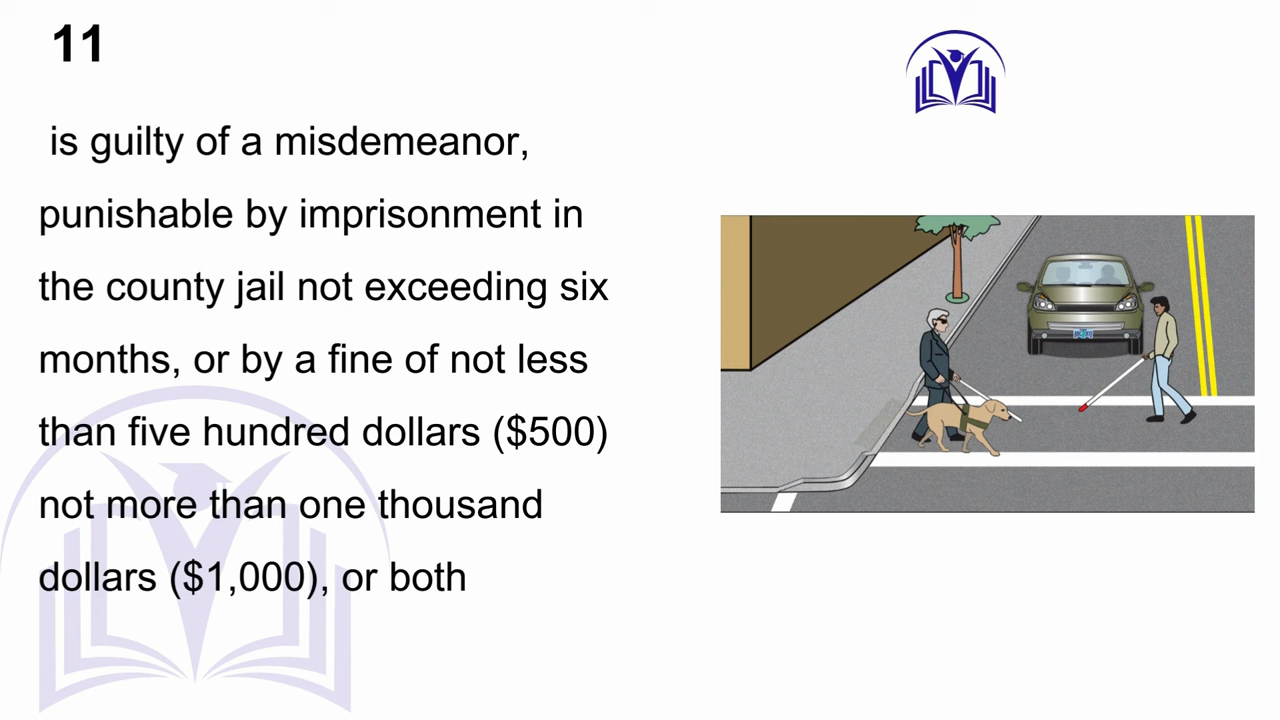 11
is guilty of a misdemeanor,
punishable by imprisonment in
the county jail not exceeding six
months, or by a fine of not less
than five hundred dollars ($500)
not more than one thousand
dollars ($1,000), or both